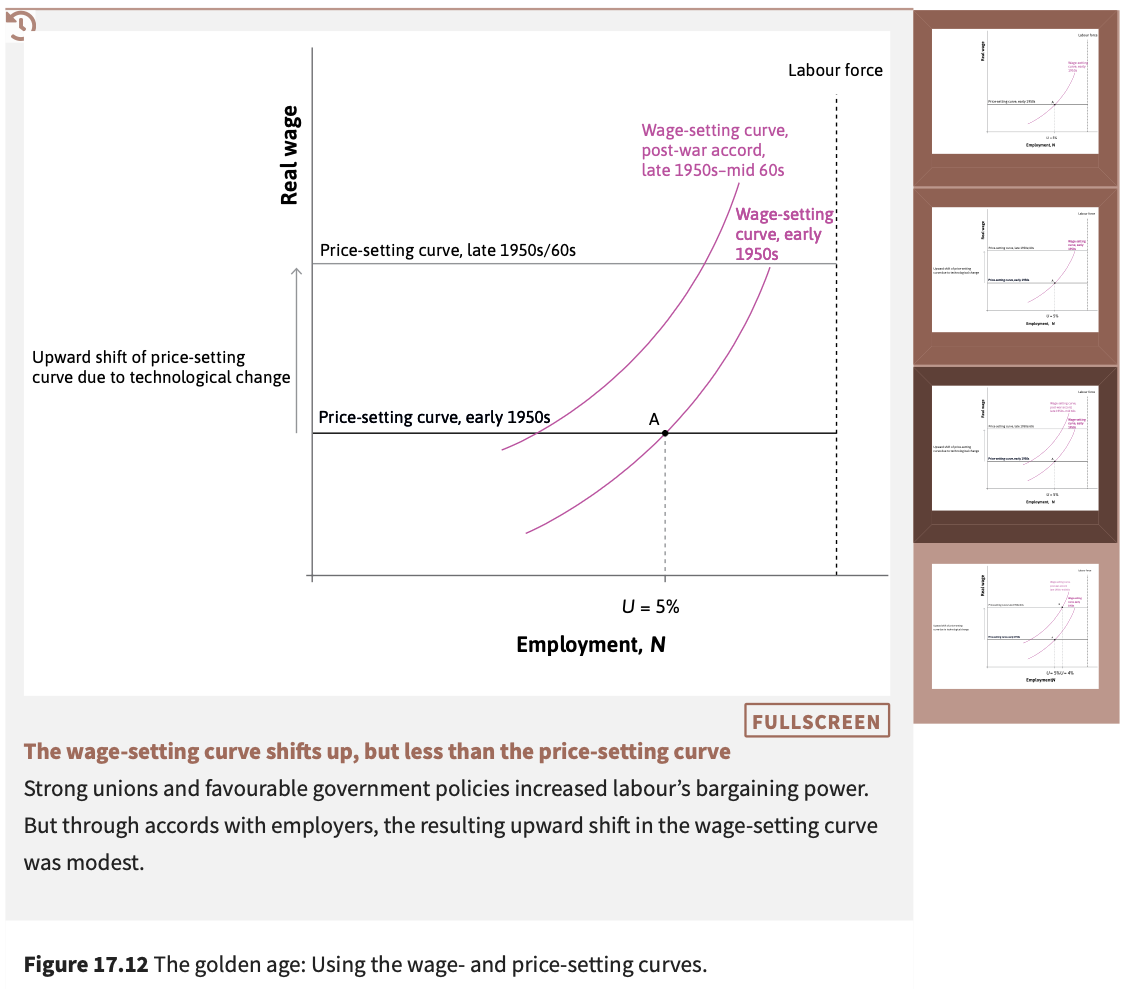 Labour force
Real wage
Wage-setting curve,
post-war accord,
late 1950s–mid 60s
Wage-setting
curve, early
1950s
Price-setting curve, late 1950s/60s
Upward shift of price-setting
curve due to technological change
Price-setting curve, early 1950s
A
U = 5%
Employment, N
FULLSCREEN
The wage-setting curve shifts up, but less than the price-setting curve
Strong unions and favourable government policies increased labour’s bargaining power.
But through accords with employers, the resulting upward shift in the wage-setting curve
was modest.
Figure 17.12 The golden age: Using the wage- and price-setting curves.